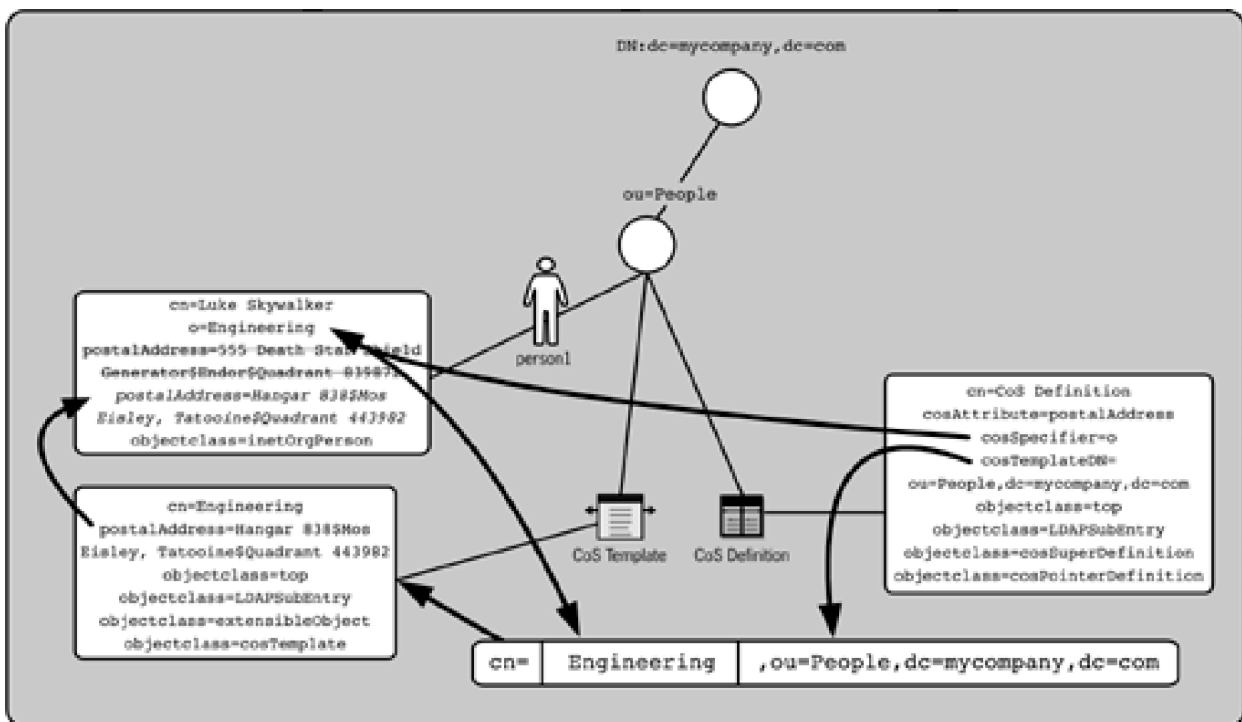 DN:dc=mycompany,dc=com
ou=People
person1
cn=Luke Skywalker
o=Engineering
postalAddress=555 Death Star Shield
Generator$Endor$Quadrant 83987
postalAddress=Hangar 838$Mos
Eisley, Tatooine$Quadrant 443982
objectclass=inetOrgPerson
cn=CoS Definition
cosAttribute=postalAddress
cosSpecifier=o
cosTemplateDN=
ou=People,dc=mycompany,dc=com
objectclass=top
objectclass=LDAPSubEntry
objectclass=cosSuperDefinition
objectclass=cosPointerDefinition
cn=Engineering
postalAddress=Hangar 838$Mos
Eisley, Tatooine$Quadrant 443982
objectclass=top
objectclass=LDAPSubEntry
objectclass=extensibleObject
objectclass=cosTemplate
CoS Template
CoS Definition
cn= Engineering ,ou=People,dc=mycompany,dc=com